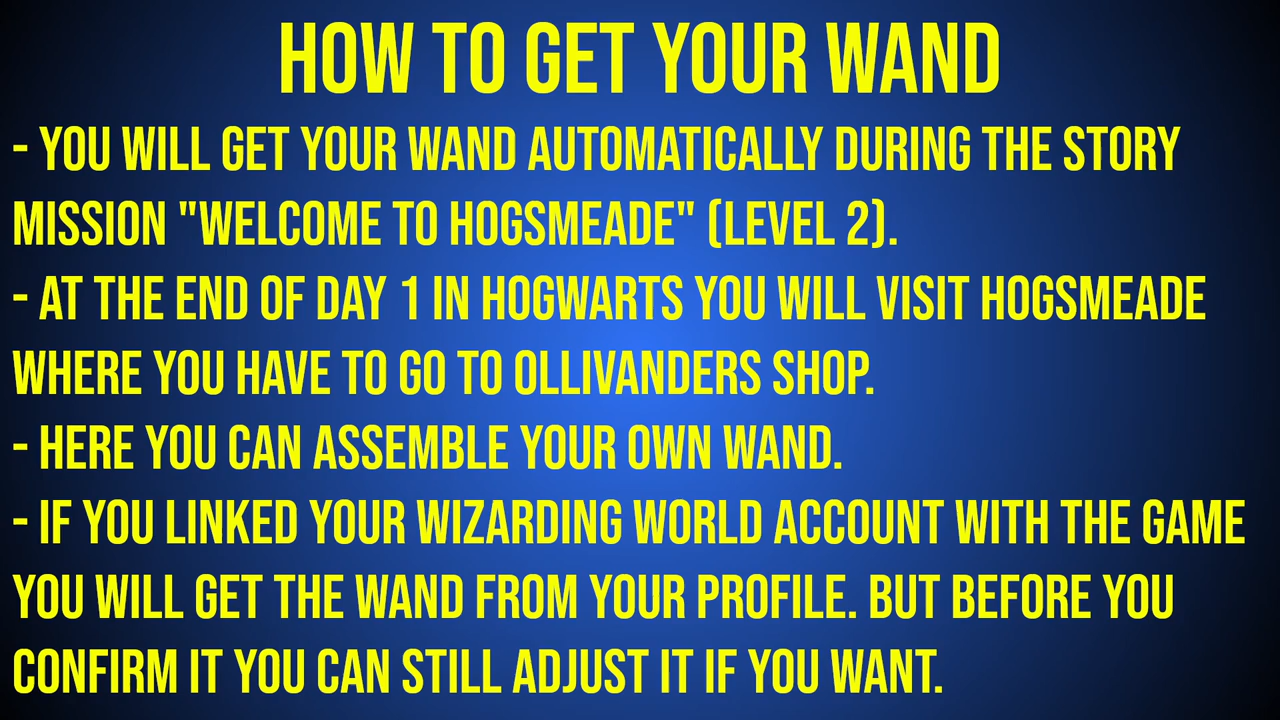 HOW TO GET YOUR WAND
- YOU WILL GET YOUR WAND AUTOMATICALLY DURING THE STORY
MISSION "WELCOME TO HOGSMEADE" (LEVEL 2).
- AT THE END OF DAY 1 IN HOGWARTS YOU WILL VISIT HOGSMEADE
WHERE YOU HAVE TO GO TO OLLIVANDERS SHOP.
- HERE YOU CAN ASSEMBLE YOUR OWN WAND.
- IF YOU LINKED YOUR WIZARDING WORLD ACCOUNT WITH THE GAME
YOU WILL GET THE WAND FROM YOUR PROFILE. BUT BEFORE YOU
CONFIRM IT YOU CAN STILL ADJUST IT IF YOU WANT.